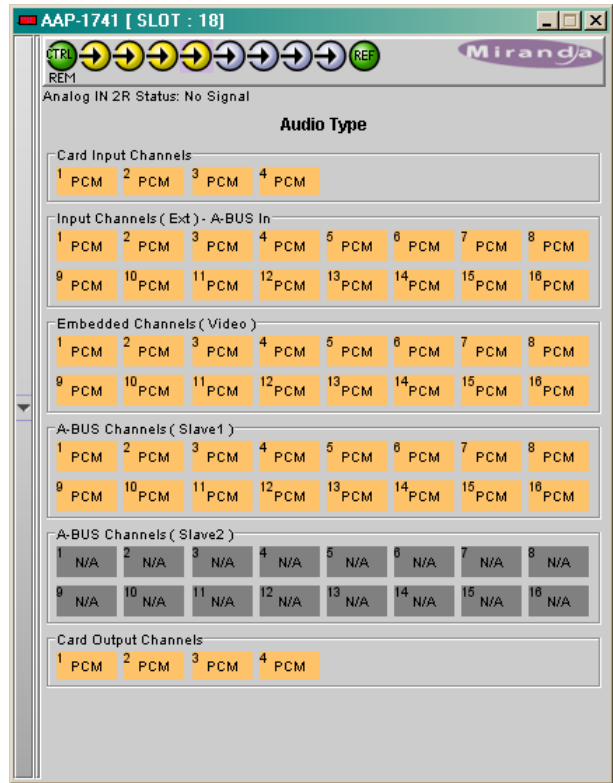 AAP-1741 [ SLOT : 18]
CTRL REF Miranda
REM
Analog IN 2R Status: No Signal
Audio Type
Card Input Channels
1 PCM 2 PCM 3 PCM 4 PCM
Input Channels ( Ext ) - A-BUS In
1 PCM 2 PCM 3 PCM 4 PCM 5 PCM 6 PCM 7 PCM 8 PCM
9 PCM 10 PCM 11 PCM 12 PCM 13 PCM 14 PCM 15 PCM 16 PCM
Embedded Channels ( Video )
1 PCM 2 PCM 3 PCM 4 PCM 5 PCM 6 PCM 7 PCM 8 PCM
9 PCM 10 PCM 11 PCM 12 PCM 13 PCM 14 PCM 15 PCM 16 PCM
A-BUS Channels ( Slave1 )
1 PCM 2 PCM 3 PCM 4 PCM 5 PCM 6 PCM 7 PCM 8 PCM
9 PCM 10 PCM 11 PCM 12 PCM 13 PCM 14 PCM 15 PCM 16 PCM
A-BUS Channels ( Slave2 )
1 N/A 2 N/A 3 N/A 4 N/A 5 N/A 6 N/A 7 N/A 8 N/A
9 N/A 10 N/A 11 N/A 12 N/A 13 N/A 14 N/A 15 N/A 16 N/A
Card Output Channels
1 PCM 2 PCM 3 PCM 4 PCM